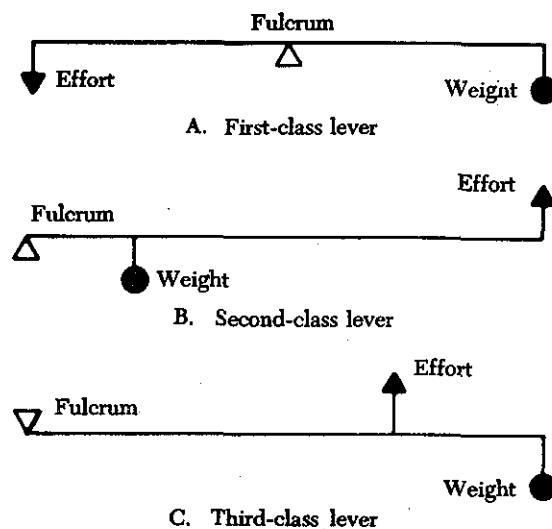 Fulcrum
Effort
Weight
A. First-class lever
Effort
Fulcrum
Weight
B. Second-class lever
Effort
Fulcrum
Weight
C. Third-class lever